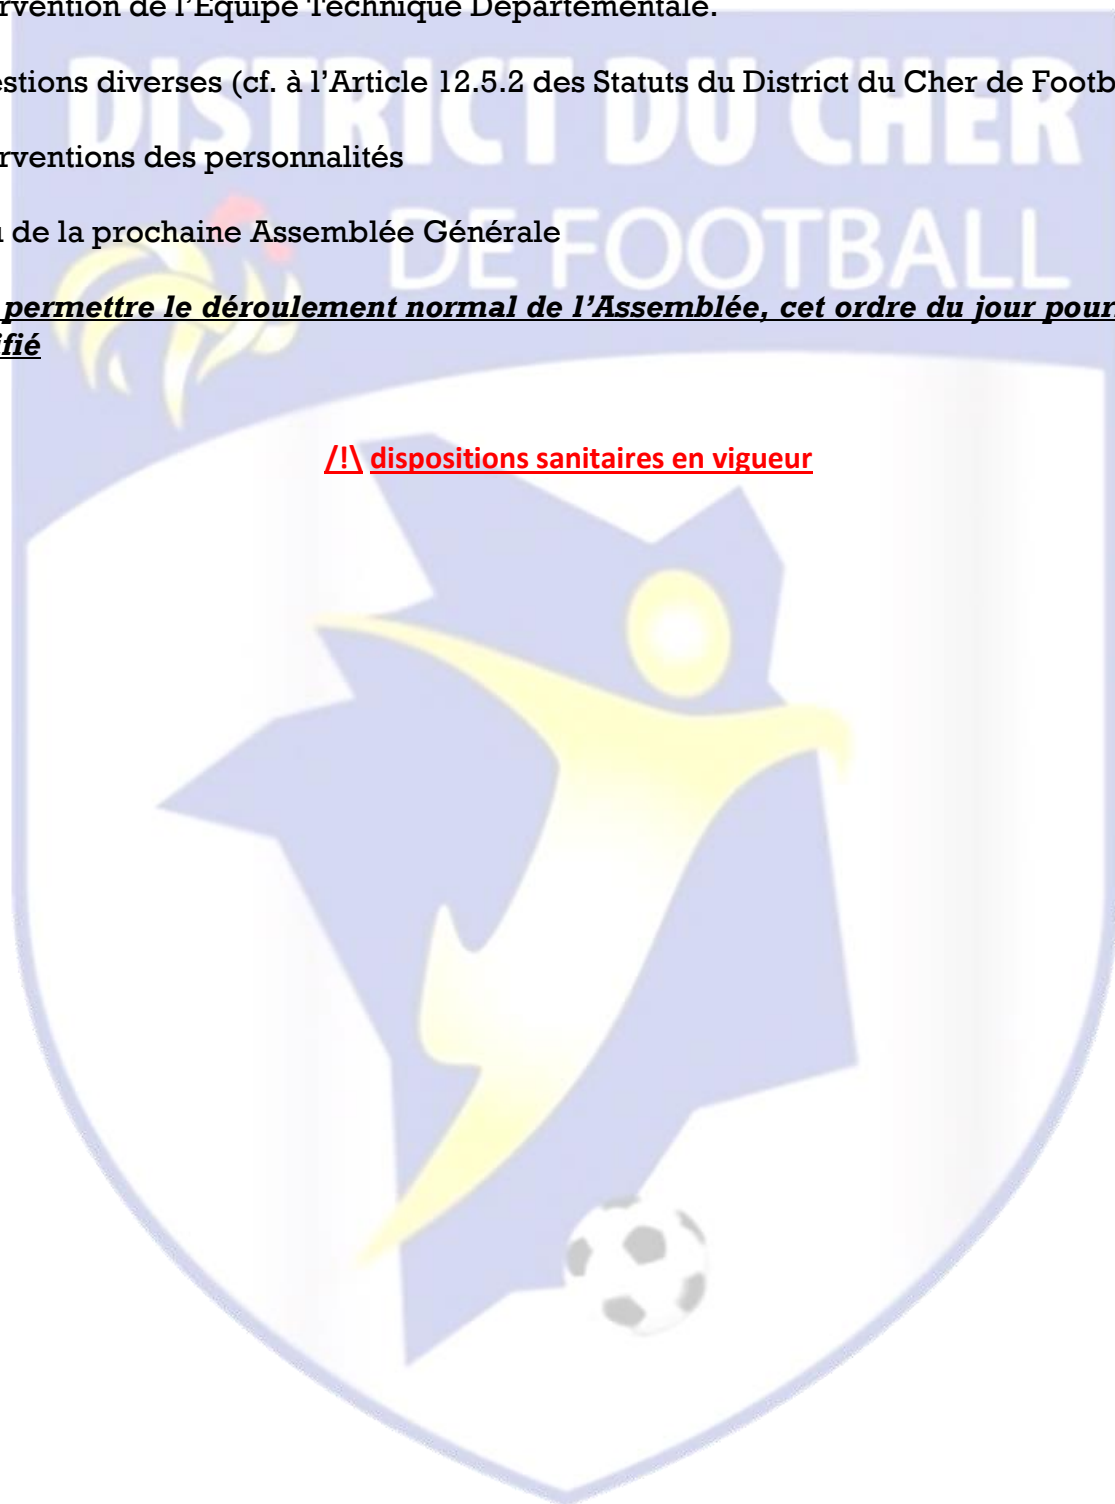 rvention de l'Equipe Technique Départementale.
estions diverses (cf. à l'Article 12.5.2 des Statuts du District du Cher de Footb
DISTRICT DU CHER
rventions des personnalités
DE FOOTBALL
u de la prochaine Assemblée Générale
permettre le déroulement normal de l'Assemblée, cet ordre du jour pour
ifié
/!\ dispositions sanitaires en vigueur